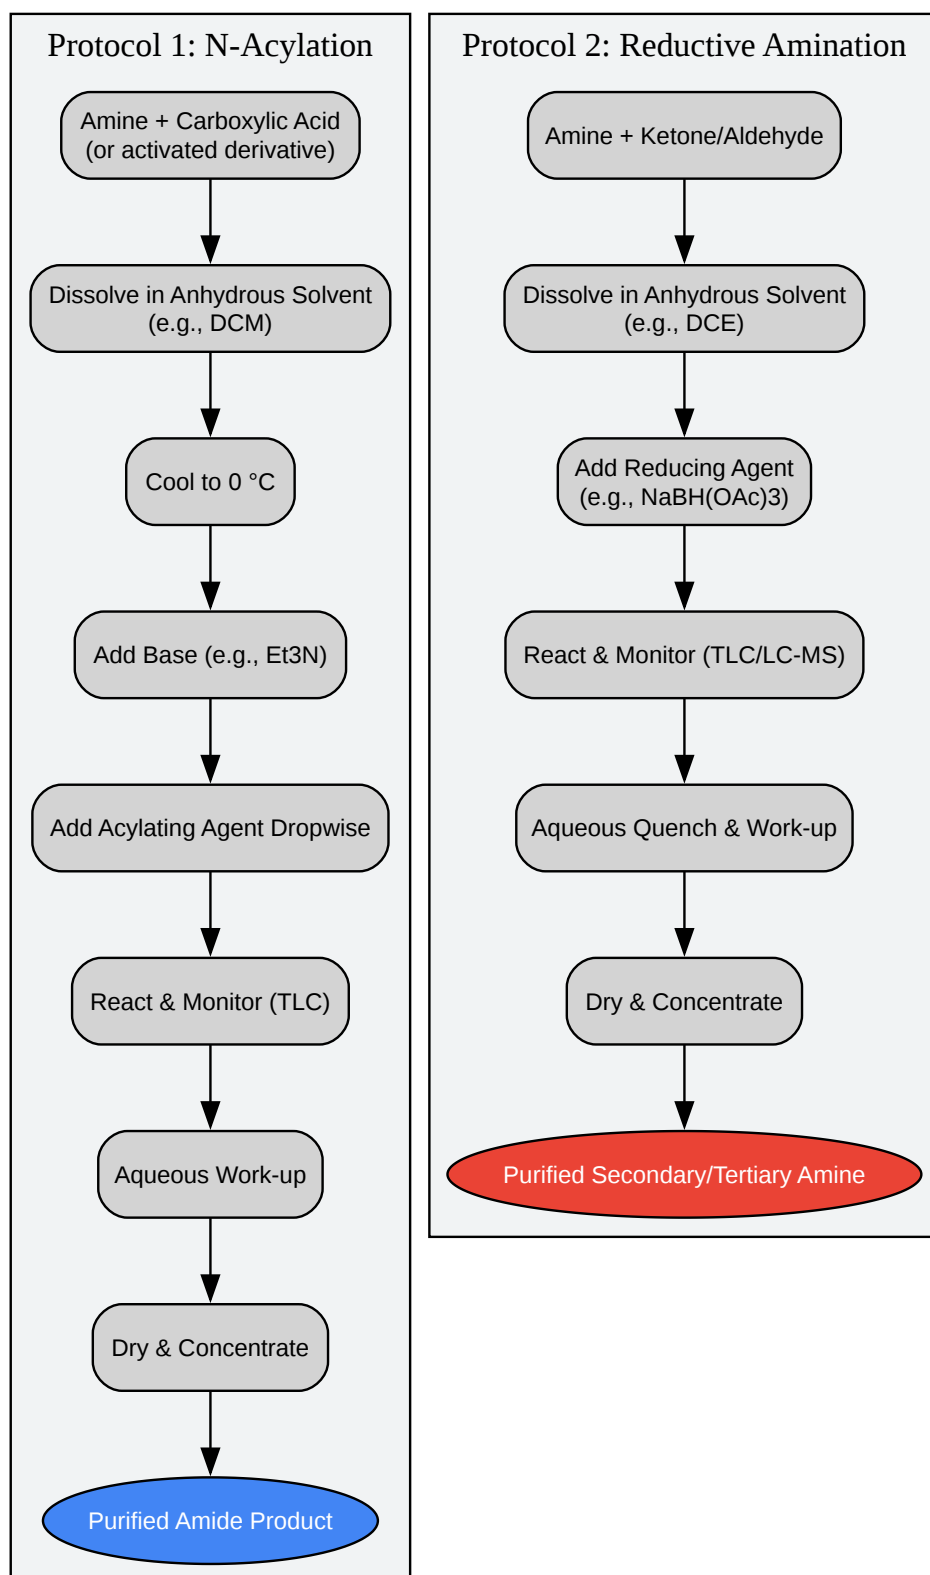 Protocol 1: N-Acylation
Amine + Carboxylic Acid
(or activated derivative)
Dissolve in Anhydrous Solvent
(e.g., DCM)
Cool to 0 °C
Add Base (e.g., Et3N)
Add Acylating Agent Dropwise
React & Monitor (TLC)
Aqueous Work-up
Dry & Concentrate
Purified Amide Product
Protocol 2: Reductive Amination
Amine + Ketone/Aldehyde
Dissolve in Anhydrous Solvent
(e.g., DCE)
Add Reducing Agent
(e.g., NaBH(OAc)3)
React & Monitor (TLC/LC-MS)
Aqueous Quench & Work-up
Dry & Concentrate
Purified Secondary/Tertiary Amine